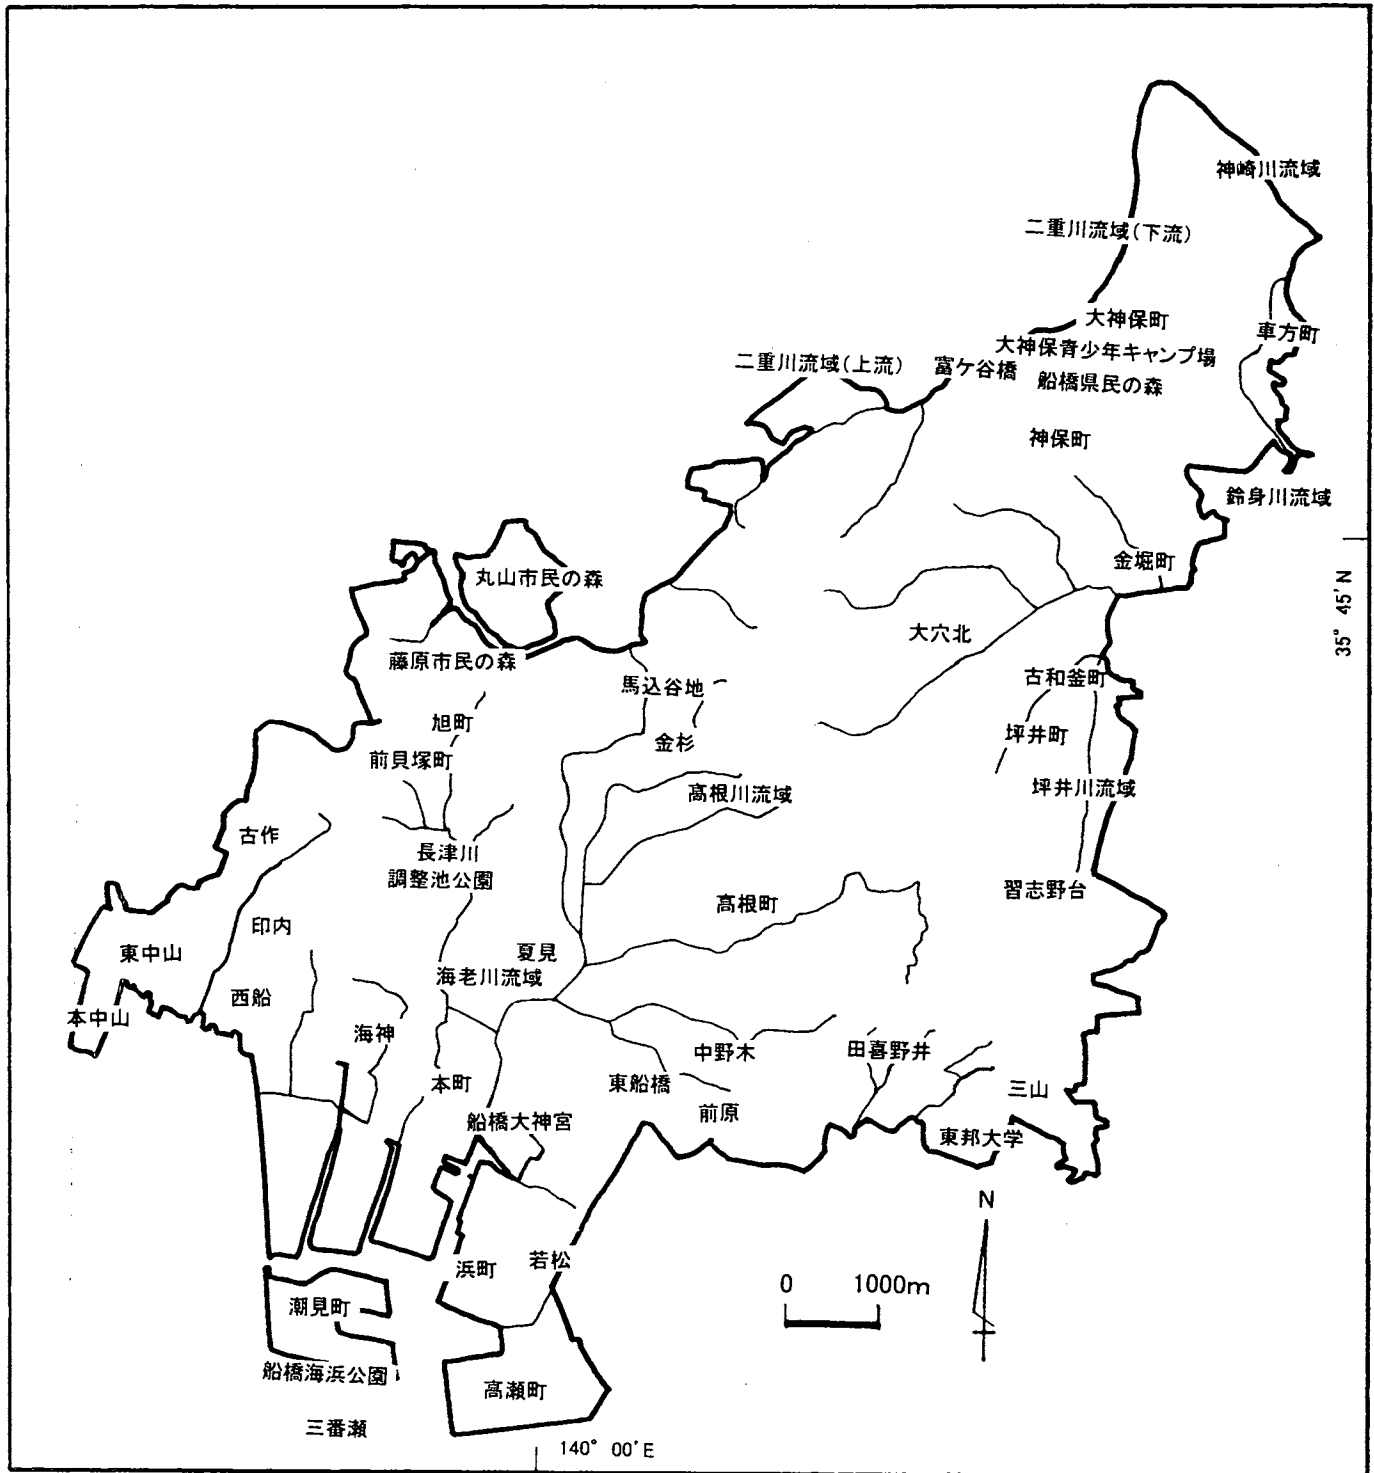 神崎川流域
二重川流域(下流)
大神保町
車方町
大神保青少年キャンプ場
二重川流域(上流)
富ケ谷橋
船橋県民の森
神保町
鈴身川流域
金堀町
丸山市民の森
35° 45′N
大穴北
藤原市民の森
古和釜町
馬込谷地
旭町
坪井町
金杉
前貝塚町
坪井川流域
高根川流域
古作
長津川
調整池公園
習志野台
高根町
印内
東中山
夏見
海老川流域
西船
本中山
海神
中野木
田喜野井
本町
東船橋
三山
前原
船橋大神宮
東邦大学
N
若松
浜町
0 1000m
潮見町
船橋海浜公園
高瀬町
三番瀬
140° 00′E